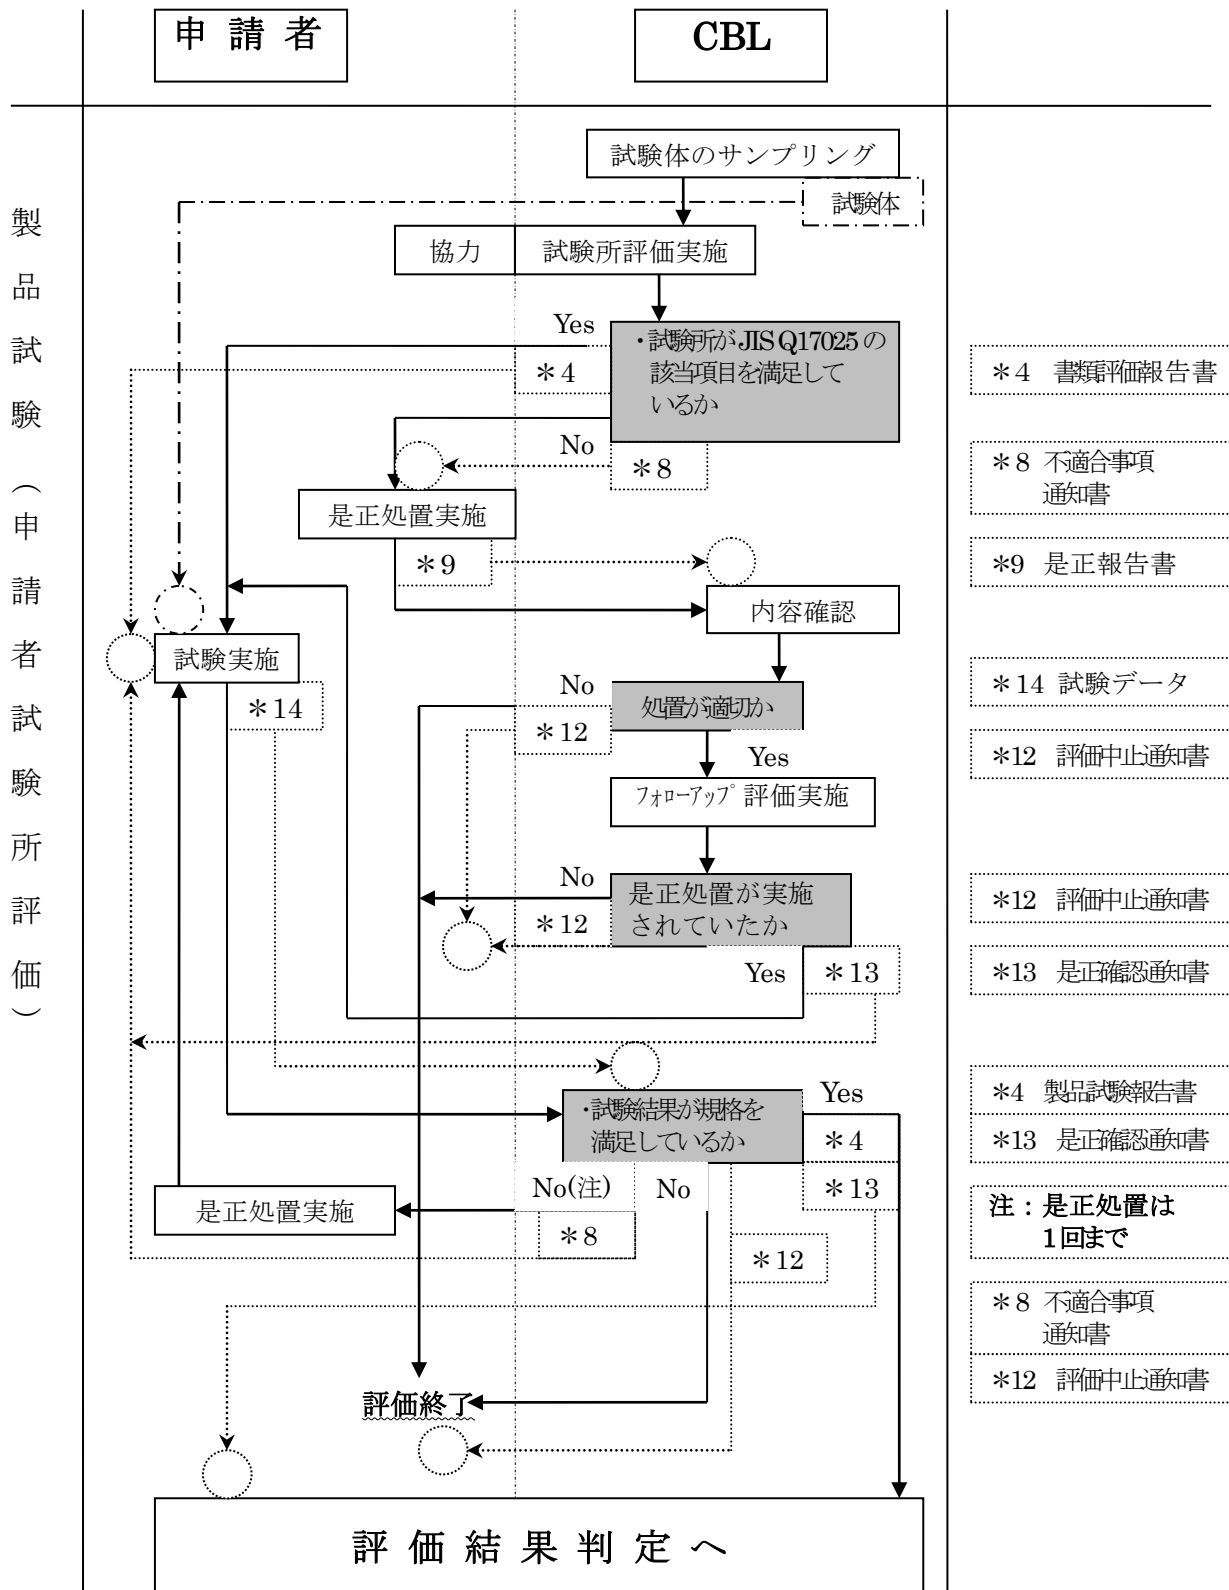 申 請 者
CBL
製品試験（申請者試験所評価）
試験体のサンプリング
試験体
協力
試験所評価実施
Yes
・試験所がJIS Q17025の
該当項目を満足して
いるか
＊4
＊4 書類評価報告書
No
＊8
＊8 不適合事項
通知書
是正処置実施
＊9
＊9 是正報告書
内容確認
試験実施
＊14
No
処置が適切か
＊14 試験データ
＊12
Yes
＊12 評価中止通知書
フォローアップ 評価実施
No
是正処置が実施
されていたか
＊12
＊12 評価中止通知書
Yes
＊13
＊13 是正確認通知書
・試験結果が規格を
満足しているか
Yes
＊4
＊4 製品試験報告書
＊13 是正確認通知書
是正処置実施
No(注)
No
＊13
＊8
＊12
注：是正処置は
1回まで
＊8 不適合事項
通知書
＊12 評価中止通知書
評価終了
評 価 結 果 判 定 へ